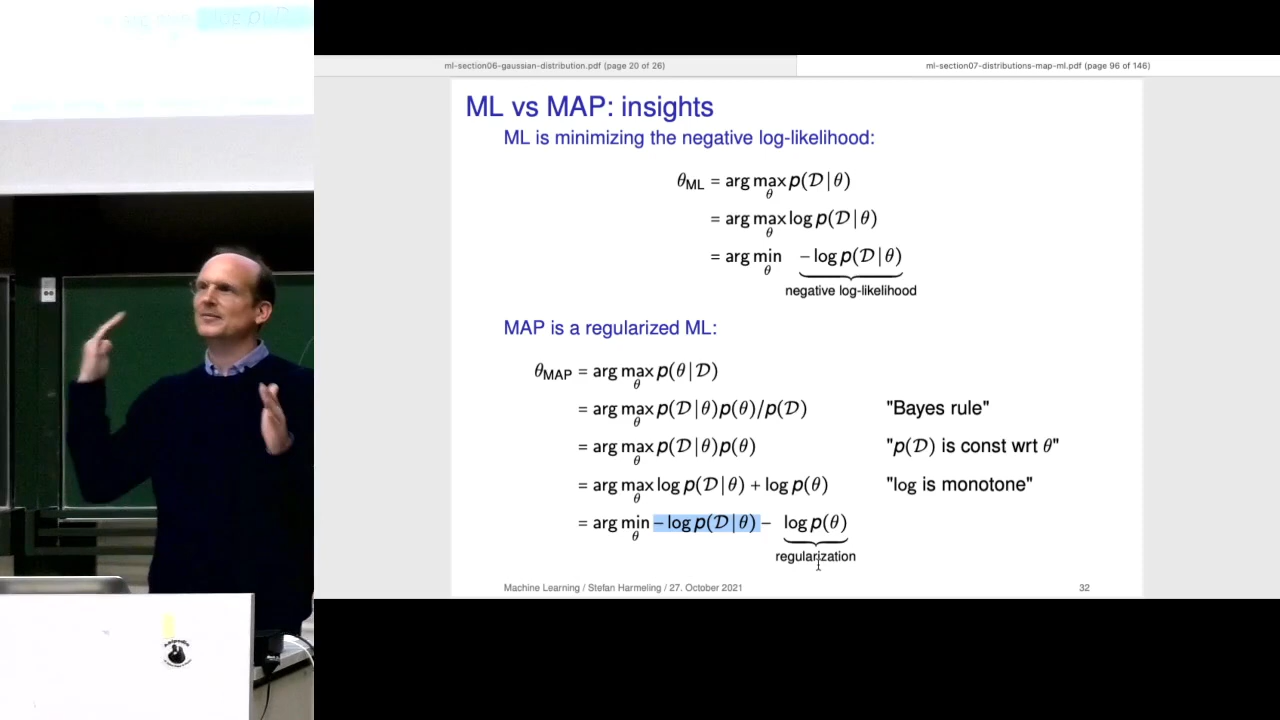 ml-section06-gaussian-distribution.pdf (page 20 of 26)
ml-section07-distributions-map-ml.pdf (page 96 of 146)
ML vs MAP: insights
ML is minimizing the negative log-likelihood:
θ_ML = arg max_θ p(𝒟|θ)
= arg max_θ log p(𝒟|θ)
= arg min_θ − log p(𝒟|θ)
negative log-likelihood
MAP is a regularized ML:
θ_MAP = arg max_θ p(θ|𝒟)
= arg max_θ p(𝒟|θ)p(θ)/p(𝒟) "Bayes rule"
= arg max_θ p(𝒟|θ)p(θ) "p(𝒟) is const wrt θ"
= arg max_θ log p(𝒟|θ) + log p(θ) "log is monotone"
= arg min_θ − log p(𝒟|θ) − log p(θ)
regularization
Machine Learning / Stefan Harmeling / 27. October 2021 32